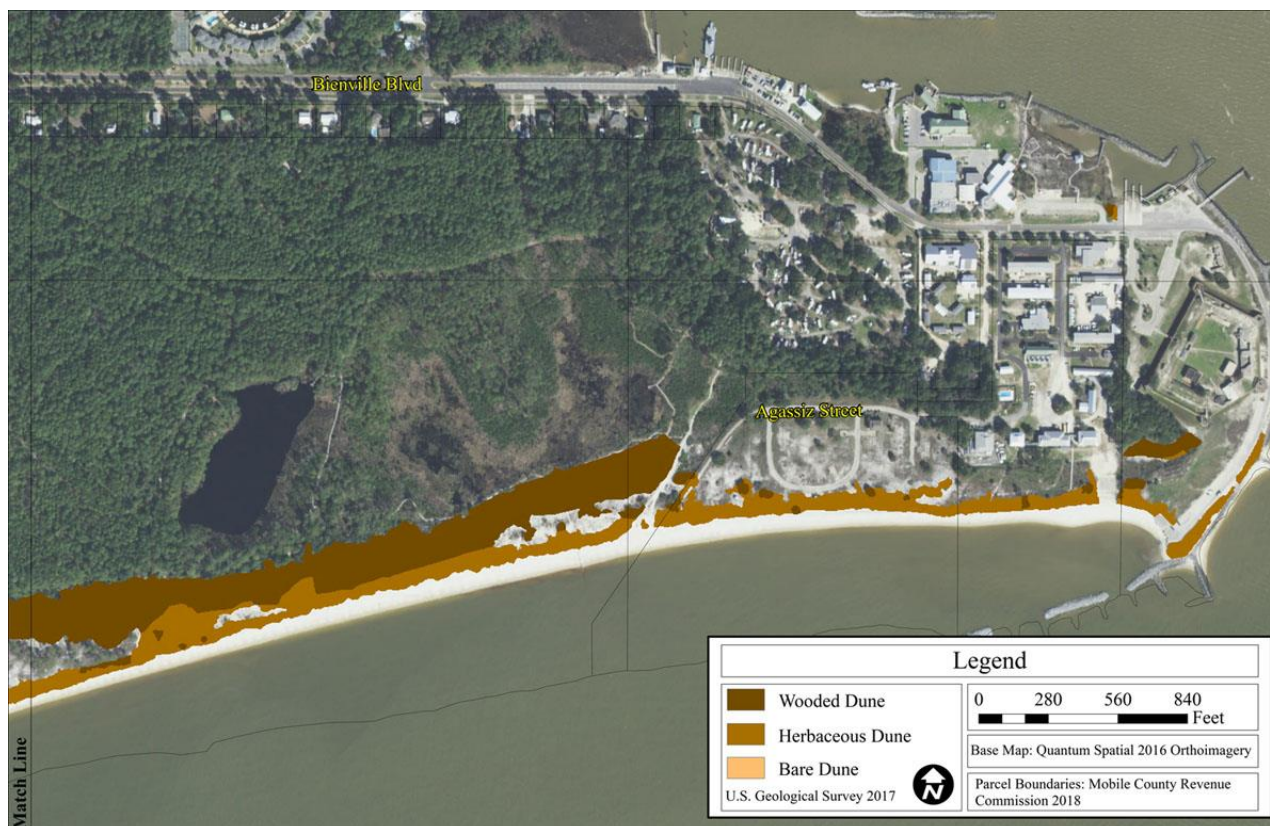 Bienville Blvd
Agassiz Street
Match Line
Legend
Wooded Dune
Herbaceous Dune
Bare Dune
U.S. Geological Survey 2017
N
0 280 560 840
Feet
Base Map: Quantum Spatial 2016 Orthoimagery
Parcel Boundaries: Mobile County Revenue
Commission 2018